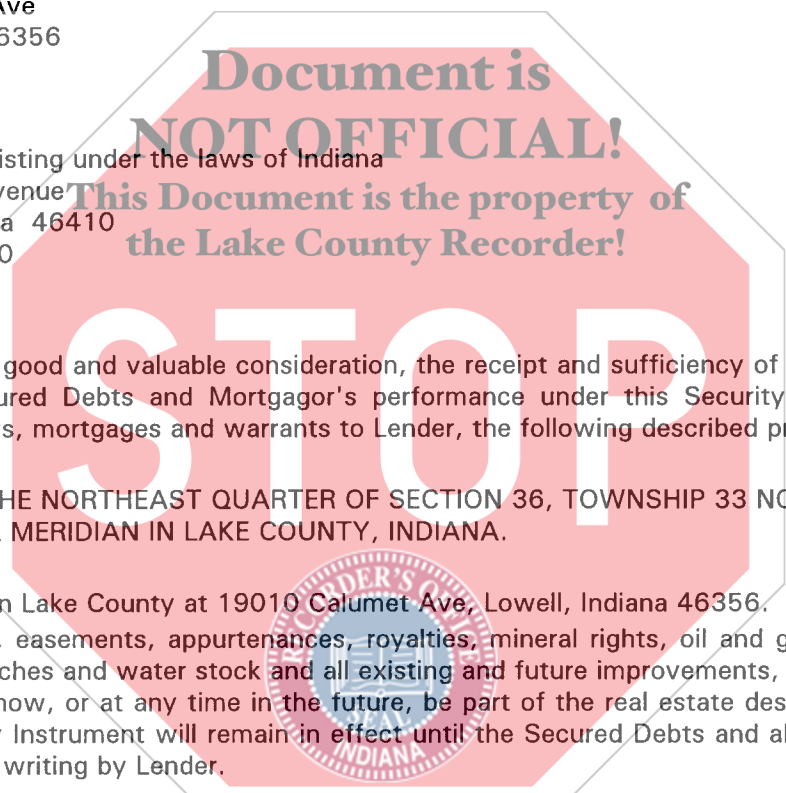 Ave
6356
Document is
NOT OFFICIAL!
isting under the laws of Indiana
venue
This Document is the property of
a 46410
the Lake County Recorder!
0
STOP
good and valuable consideration, the receipt and sufficiency of
ured Debts and Mortgagor's performance under this Security
s, mortgages and warrants to Lender, the following described
HE NORTHEAST QUARTER OF SECTION 36, TOWNSHIP 33 NO
MERIDIAN IN LAKE COUNTY, INDIANA.
n Lake County at 19010 Calumet Ave, Lowell, Indiana 46356.
, easements, appurtenances, royalties, mineral rights, oil and g
ches and water stock and all existing and future improvements,
now, or at any time in the future, be part of the real estate des
Instrument will remain in effect until the Secured Debts and al
writing by Lender.
RECORDER'S OFFICE
SEAL
INDIANA